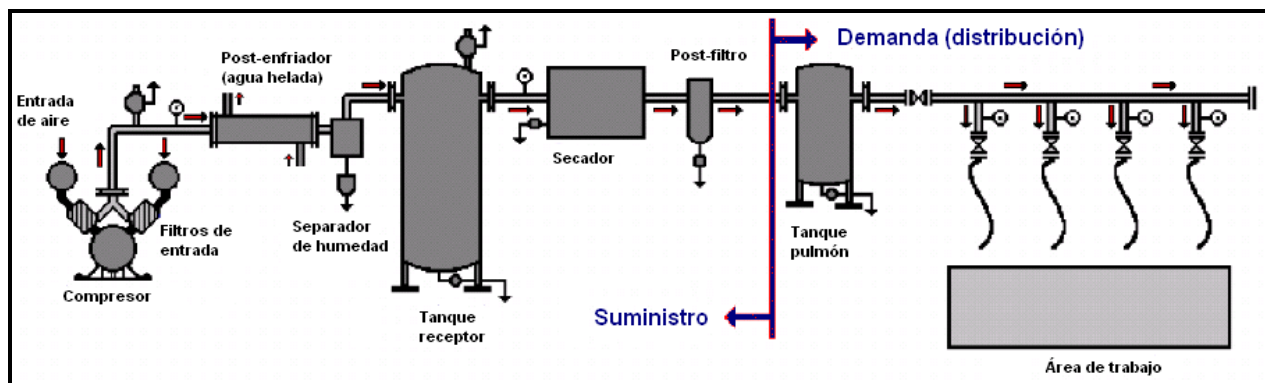 Entrada
de aire
Post-enfriador
(agua helada)
Filtros de
entrada
Compresor
Separador
de humedad
Tanque
receptor
Secador
Post-filtro
Suministro
Demanda (distribución)
Tanque
pulmón
Área de trabajo